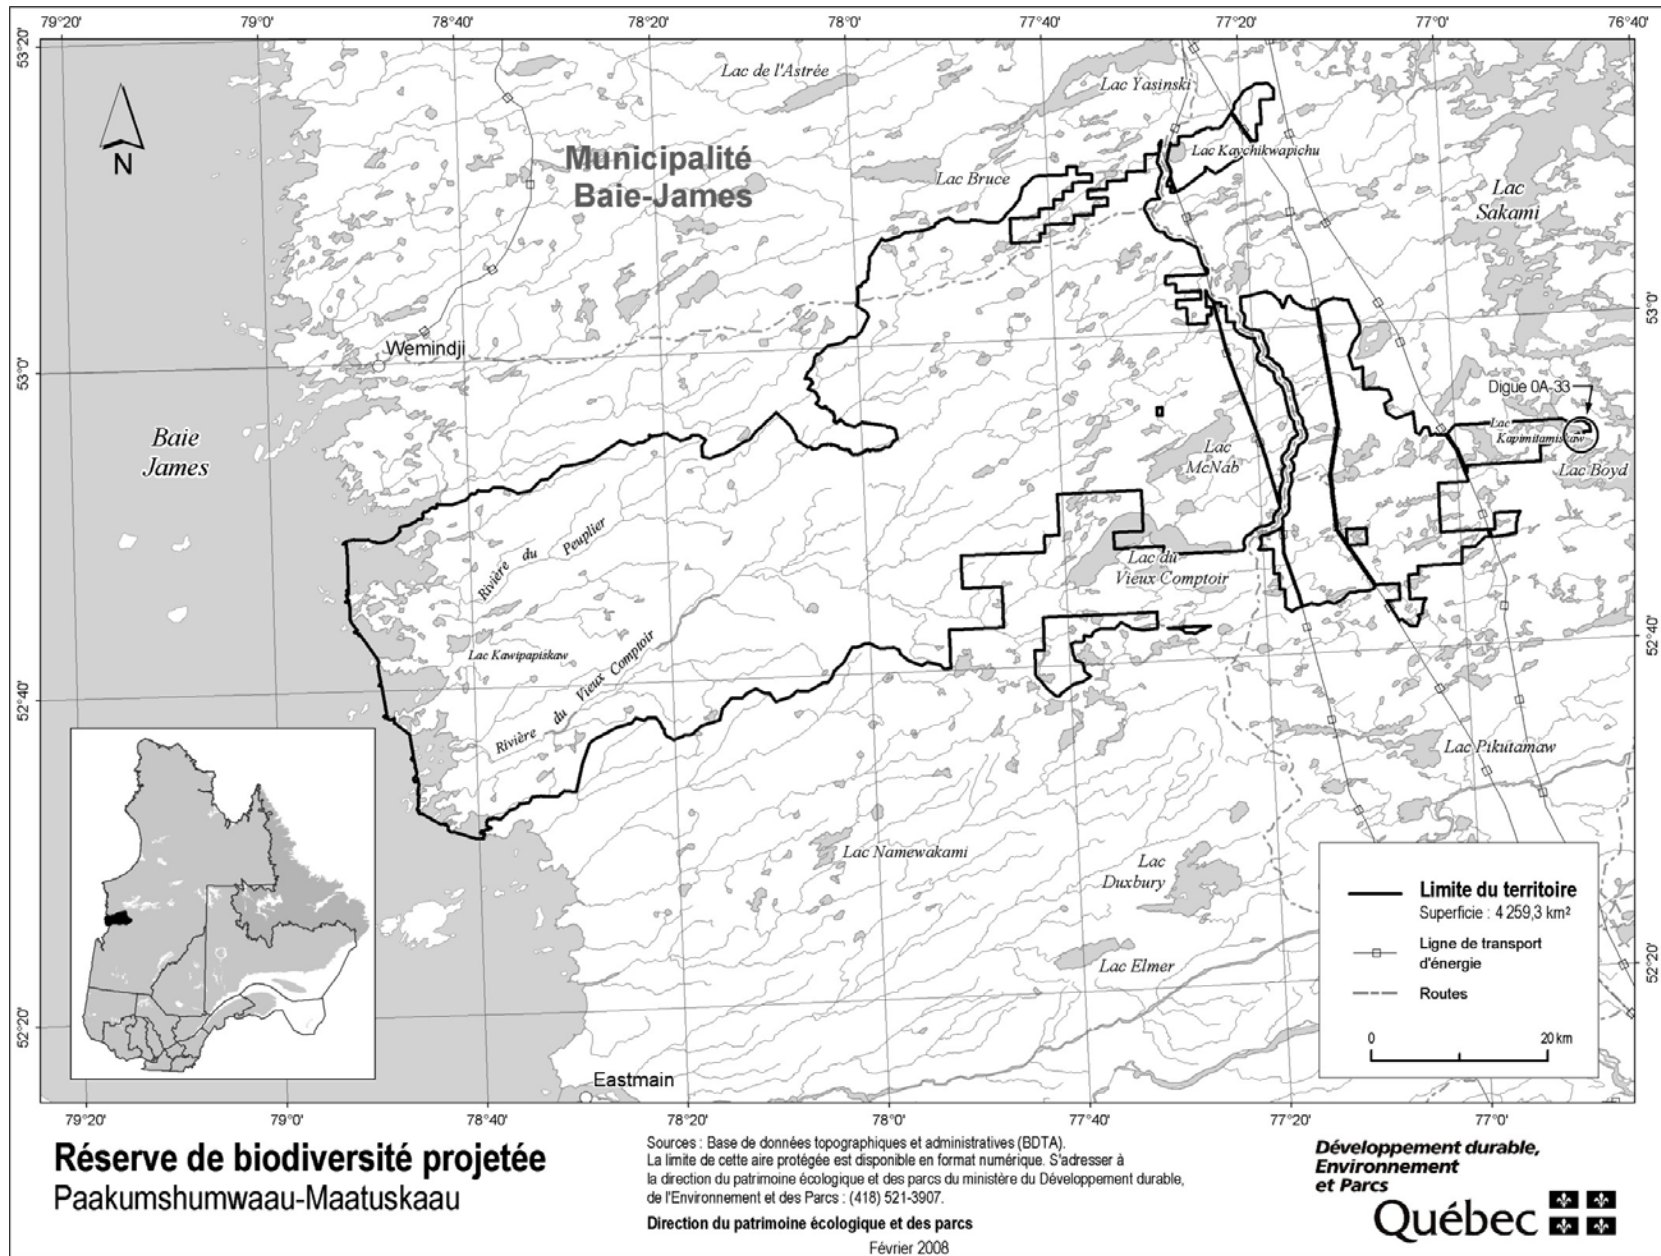 79°20'
79°0'
78°40'
78°20'
78°0'
77°40'
77°20'
77°0'
76°40'
53°20'
53°0'
52°40'
52°20'
53°0'
52°40'
52°20'
N
Municipalité
Baie-James
Lac de l'Astrée
Lac Yasinski
Lac Kaychikwapichu
Lac Bruce
Lac
Sakami
Wemindji
Baie
James
Digue 0A-33
Lac
Kapimitamiskaw
Lac Boyd
Lac
McNab
Rivière du Peuplier
Lac du
Vieux Comptoir
Lac Kawipapiskaw
Rivière du Vieux Comptoir
Lac Pikutamaw
Lac Namewakami
Lac
Duxbury
Lac Elmer
Eastmain
Limite du territoire
Superficie : 4 259,3 km²
Ligne de transport
d'énergie
Routes
0
20 km
79°20'
79°0'
78°40'
78°20'
78°0'
77°40'
77°20'
77°0'
Réserve de biodiversité projetée
Paakumshumwaau-Maatuskaau
Sources : Base de données topographiques et administratives (BDTA).
La limite de cette aire protégée est disponible en format numérique. S'adresser à
la direction du patrimoine écologique et des parcs du ministère du Développement durable,
de l'Environnement et des Parcs : (418) 521-3907.
Direction du patrimoine écologique et des parcs
Février 2008
Développement durable,
Environnement
et Parcs
Québec